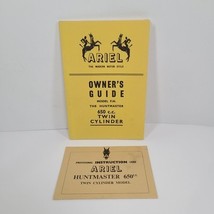 ARIEL
THE MODERN MOTOR CYCLE
OWNER'S
GUIDE
MODEL FH
THE HUNTMASTER
650 c.c.
TWIN
CYLINDER
INSTRUCTION
ARIEL
HUNTMASTER 650
TWIN CYLINDER MODEL